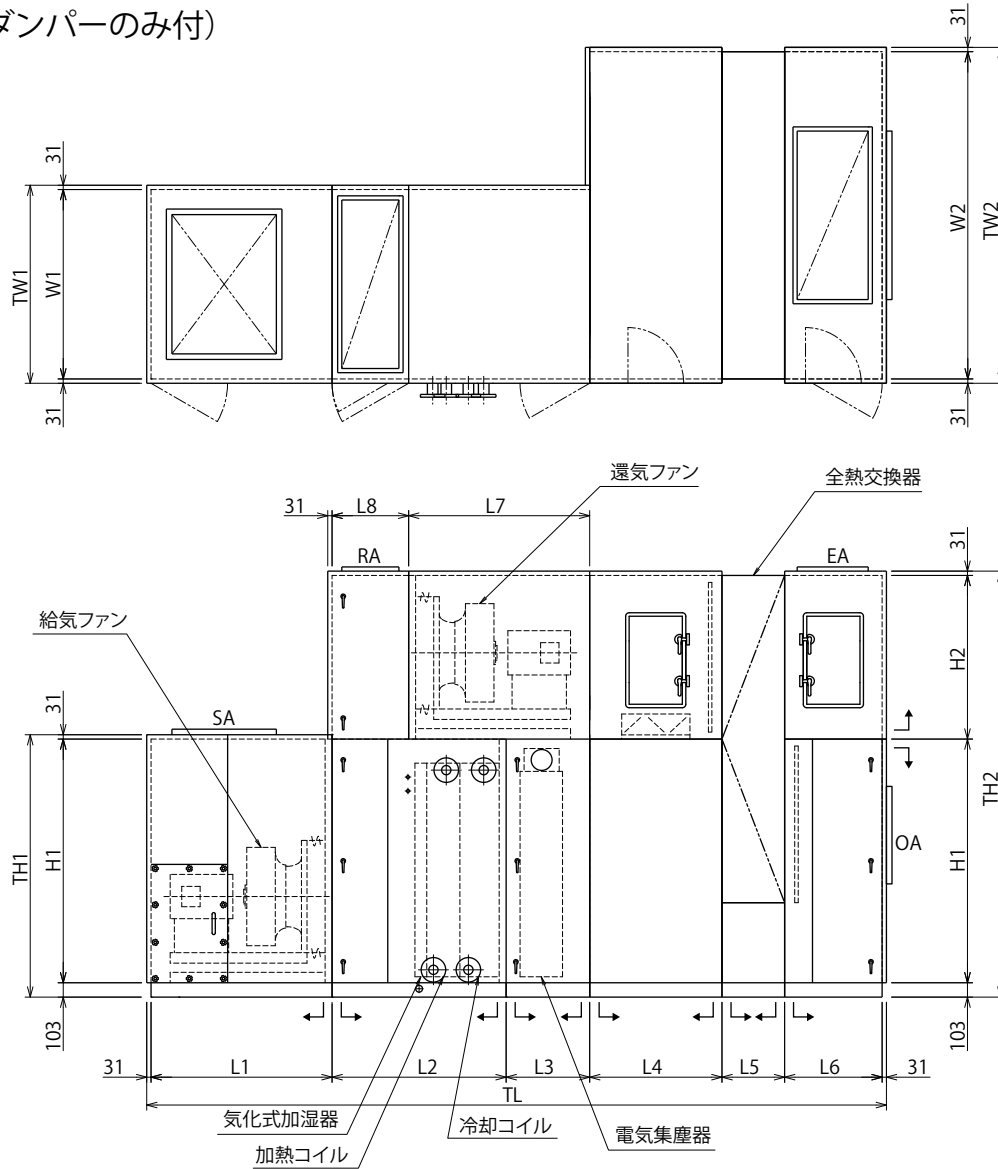 ダンパーのみ付）
31
31
TW1
W1
31
W2
TW2
31
還気ファン
全熱交換器
31
L8
L7
RA
EA
31
給気ファン
31
SA
H2
TH2
TH1
H1
OA
H1
103
103
31
L1
L2
L3
L4
L5
L6
31
TL
気化式加湿器
冷却コイル
電気集塵器
加熱コイル